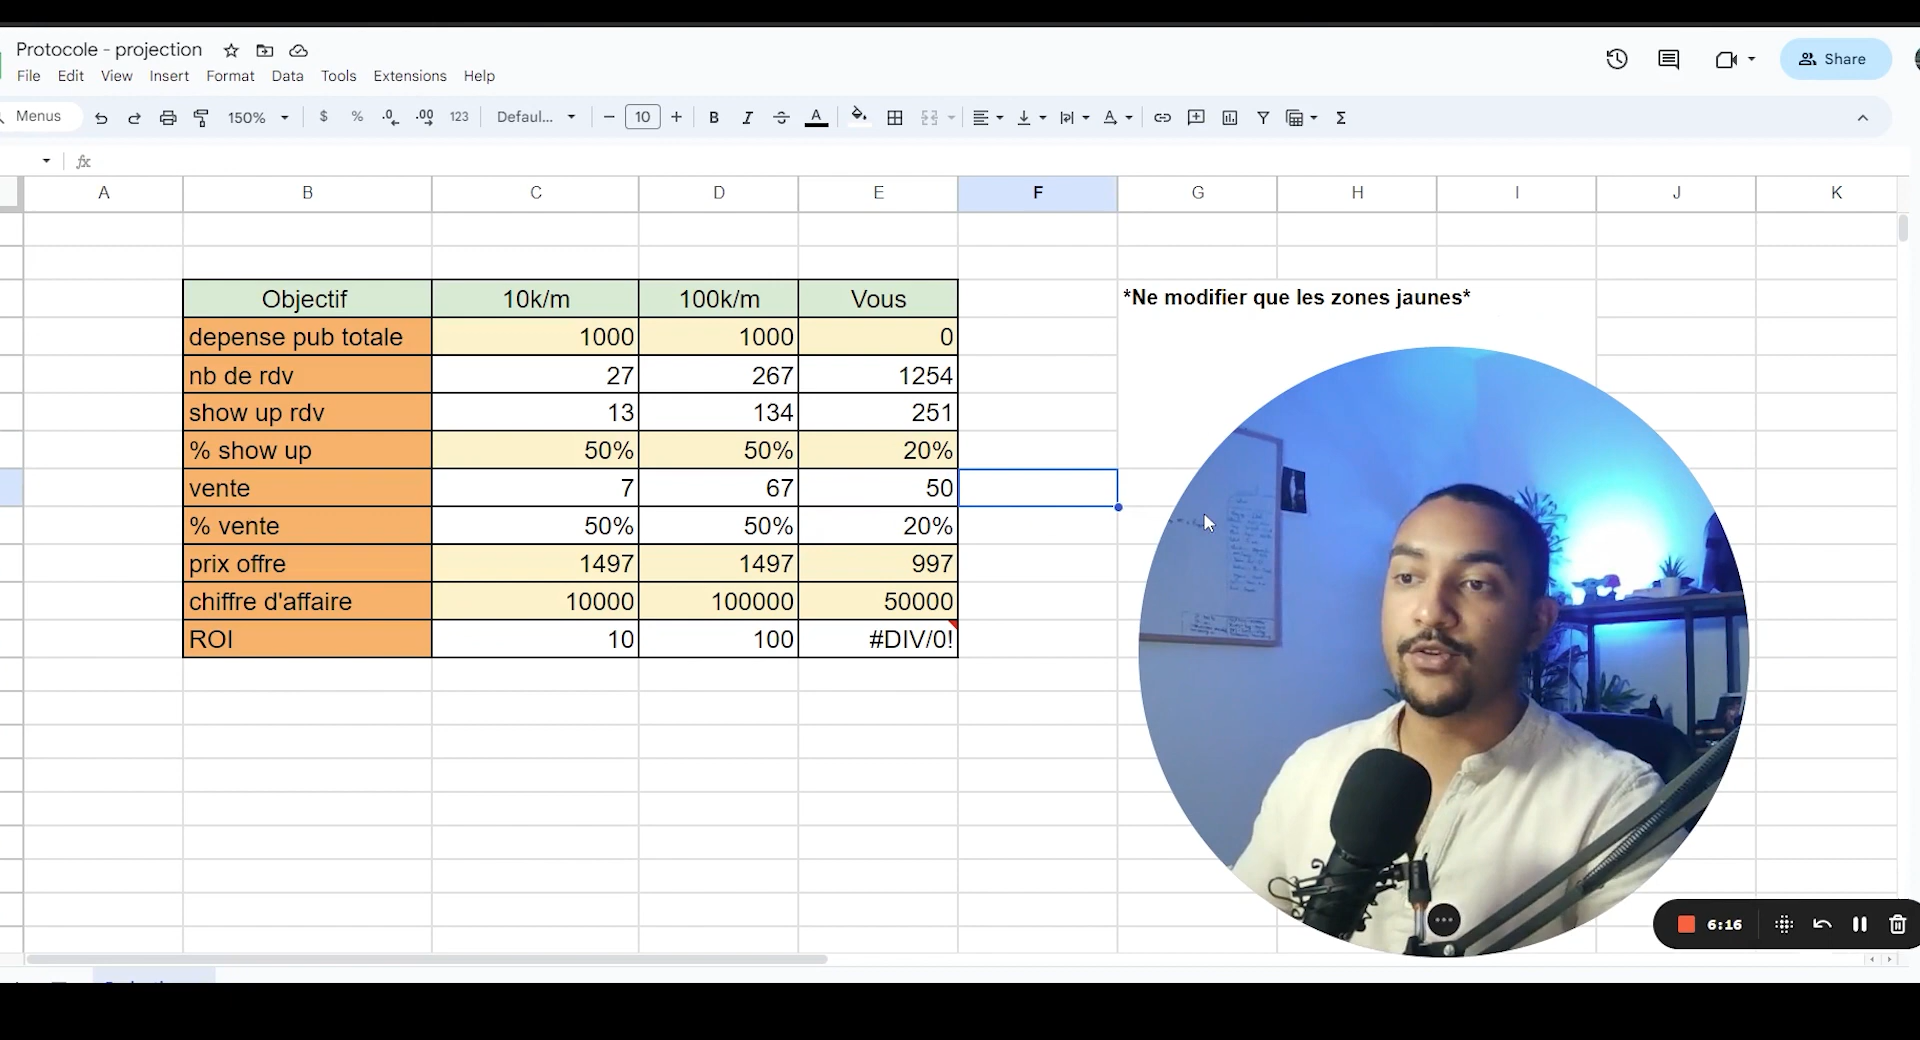 Protocole - projection
File Edit View Insert Format Data Tools Extensions Help
Share
Menus 150% $ % .0 .00 123 Defaul... − 10 + B I S A Σ
fx
A B C D E F G H I J K
Objectif 10k/m 100k/m Vous
*Ne modifier que les zones jaunes*
depense pub totale 1000 1000 0
nb de rdv 27 267 1254
show up rdv 13 134 251
% show up 50% 50% 20%
vente 7 67 50
% vente 50% 50% 20%
prix offre 1497 1497 997
chiffre d'affaire 10000 100000 50000
ROI 10 100 #DIV/0!
6:16